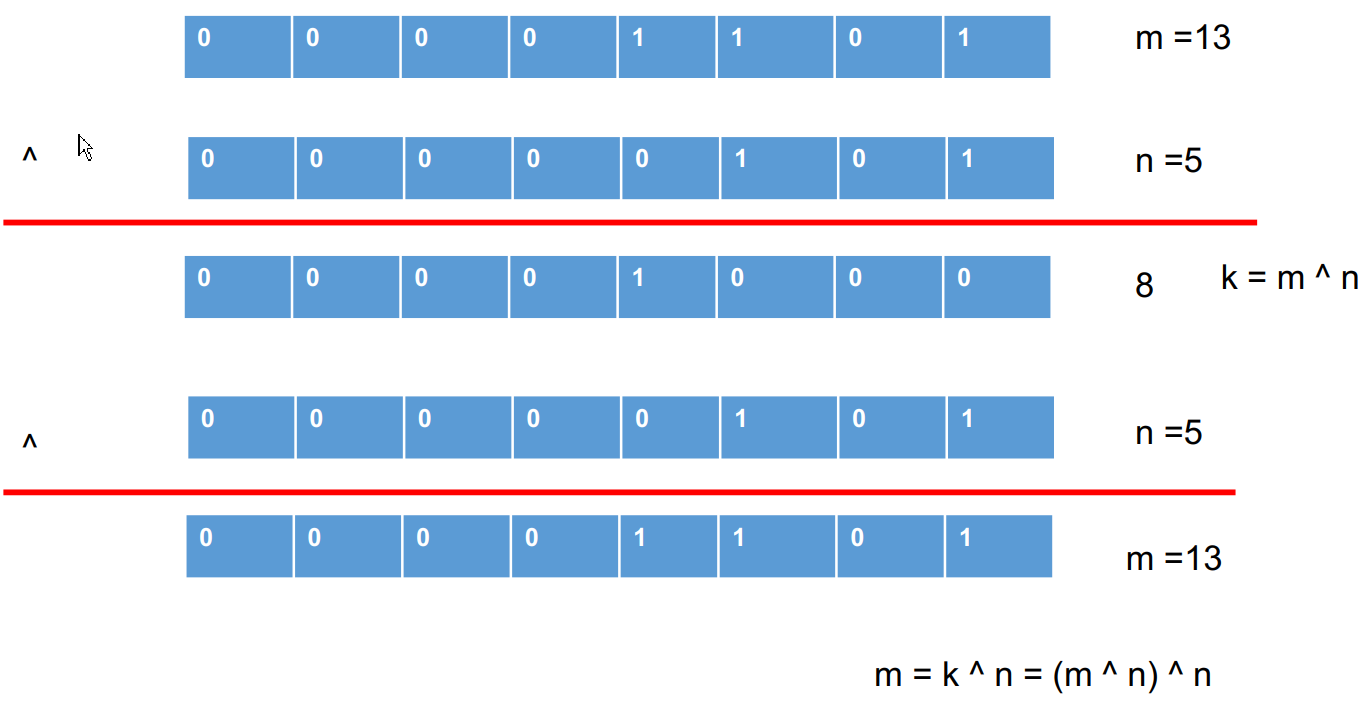 0 0 0 0 1 1 0 1 m =13
^ 0 0 0 0 0 1 0 1 n =5
0 0 0 0 1 0 0 0 8 k = m ^ n
^ 0 0 0 0 0 1 0 1 n =5
0 0 0 0 1 1 0 1 m =13
m = k ^ n = (m ^ n) ^ n